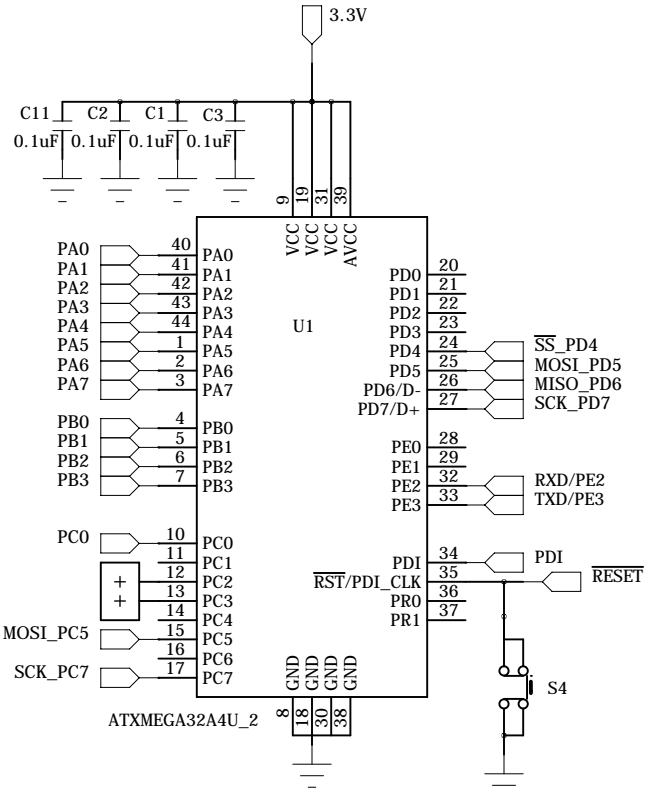 3.3V
C11 C2 C1 C3
0.1uF 0.1uF 0.1uF 0.1uF
9 19 31 39
VCC VCC VCC AVCC
U1
PA0 40 PA0
PA1 41 PA1
PA2 42 PA2
PA3 43 PA3
PA4 44 PA4
PA5 1 PA5
PA6 2 PA6
PA7 3 PA7
PB0 4 PB0
PB1 5 PB1
PB2 6 PB2
PB3 7 PB3
PC0 10 PC0
11 PC1
+ 12 PC2
+ 13 PC3
14 PC4
MOSI_PC5 15 PC5
16 PC6
SCK_PC7 17 PC7
PD0 20
PD1 21
PD2 22
PD3 23
PD4 24 S̅S̅_PD4
PD5 25 MOSI_PD5
PD6/D- 26 MISO_PD6
PD7/D+ 27 SCK_PD7
PE0 28
PE1 29
PE2 32 RXD/PE2
PE3 33 TXD/PE3
PDI 34 PDI
R̅S̅T̅/PDI_CLK 35 R̅E̅S̅E̅T̅
PR0 36
PR1 37
GND GND GND GND
8 18 30 38
ATXMEGA32A4U_2
S4